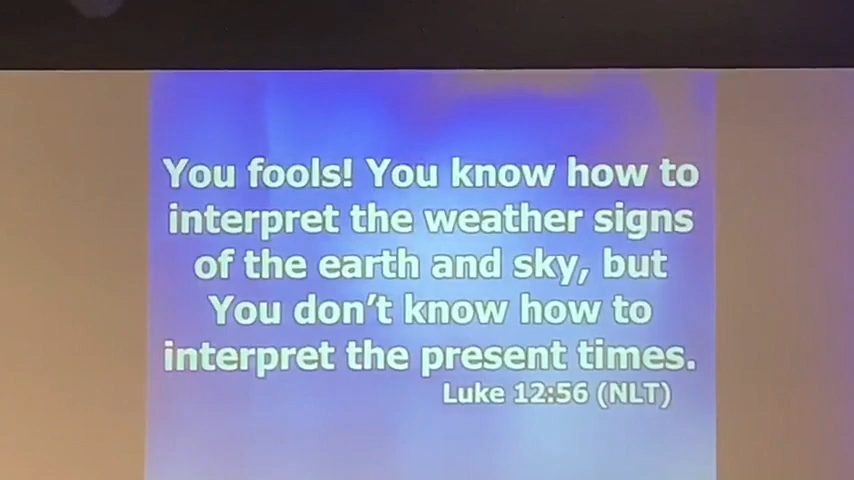 You fools! You know how to
interpret the weather signs
of the earth and sky, but
You don't know how to
interpret the present times.
Luke 12:56 (NLT)